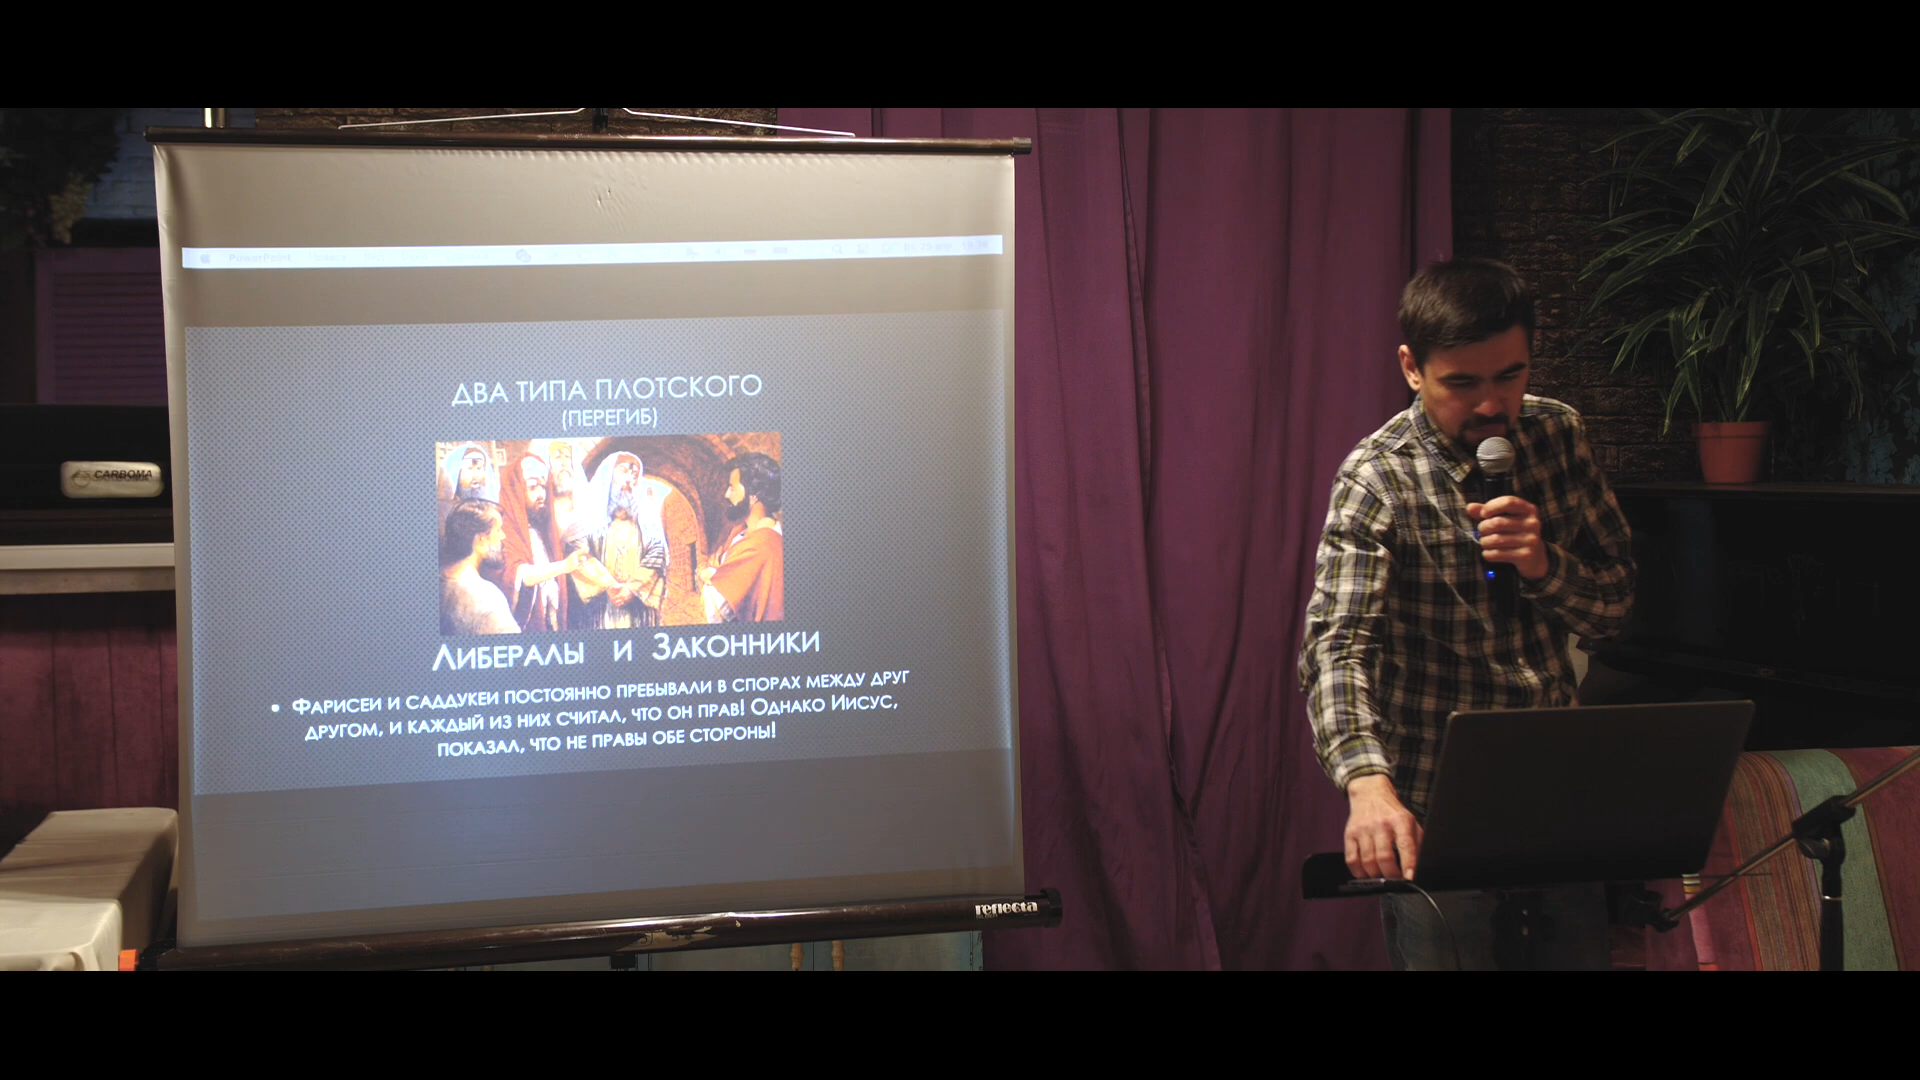 PowerPoint
ДВА ТИПА ПЛОТСКОГО
(ПЕРЕГИБ)
CARBOMA
ЛИБЕРАЛЫ И ЗАКОННИКИ
• ФАРИСЕИ И САДДУКЕИ ПОСТОЯННО ПРЕБЫВАЛИ В СПОРАХ МЕЖДУ ДРУГ
ДРУГОМ, И КАЖДЫЙ ИЗ НИХ СЧИТАЛ, ЧТО ОН ПРАВ! ОДНАКО ИИСУС,
ПОКАЗАЛ, ЧТО НЕ ПРАВЫ ОБЕ СТОРОНЫ!
reflecta